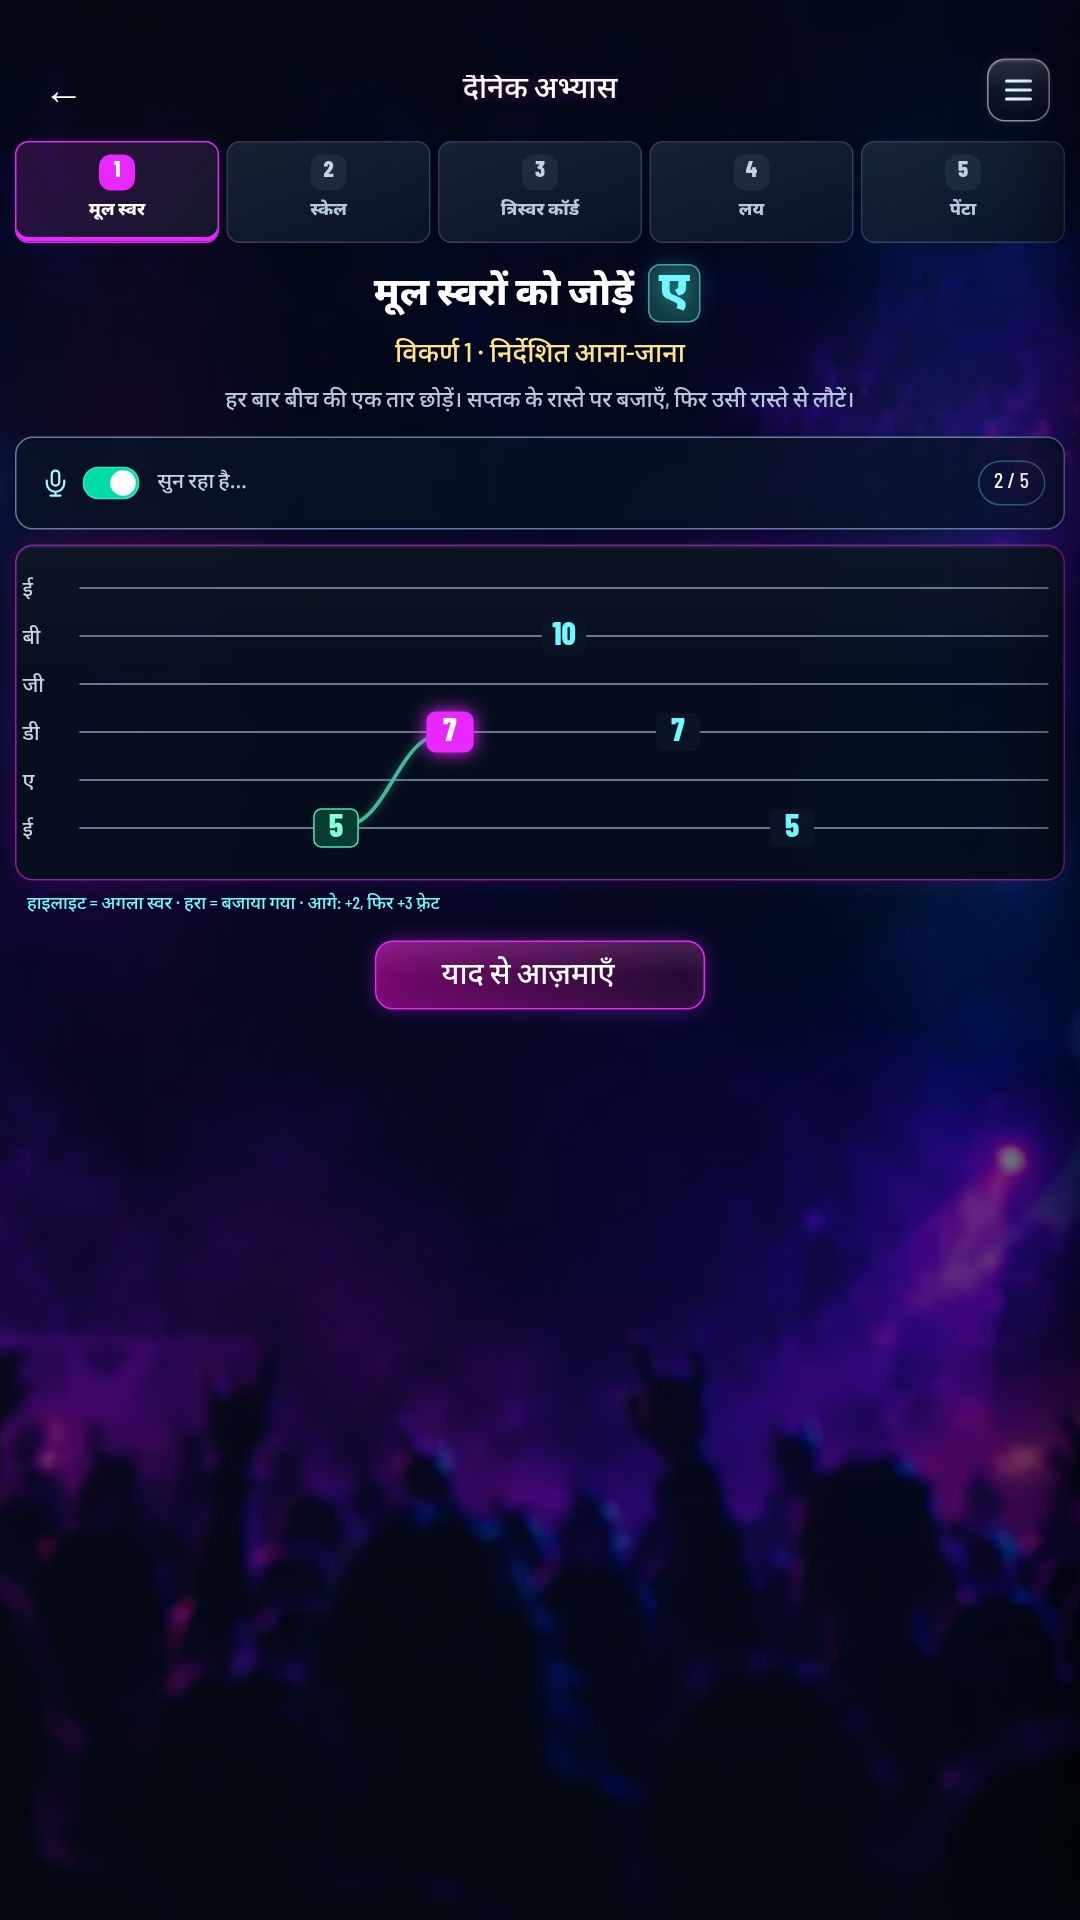 ←
दैनिक अभ्यास
1
मूल स्वर
2
स्केल
3
त्रिस्वर कॉर्ड
4
लय
5
पेंटा
मूल स्वरों को जोड़ें ए
विकर्ण 1 · निर्देशित आना-जाना
हर बार बीच की एक तार छोड़ें। सप्तक के रास्ते पर बजाएँ, फिर उसी रास्ते से लौटें।
सुन रहा है... 2 / 5
ई
बी 10
जी
डी 7 7
ए
ई 5 5
हाइलाइट = अगला स्वर · हरा = बजाया गया · आगे: +2, फिर +3 फ़्रेट
याद से आज़माएँ